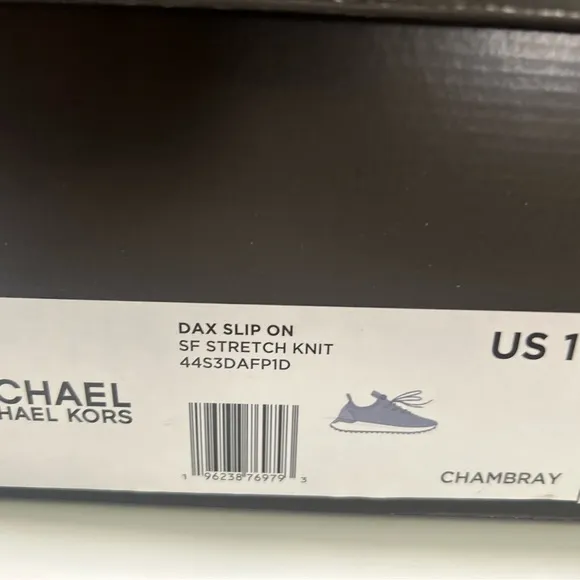 DAX SLIP ON
SF STRETCH KNIT
44S3DAFP1D
US 1
CHAEL
HAEL KORS
1 96238 76979 3
CHAMBRAY